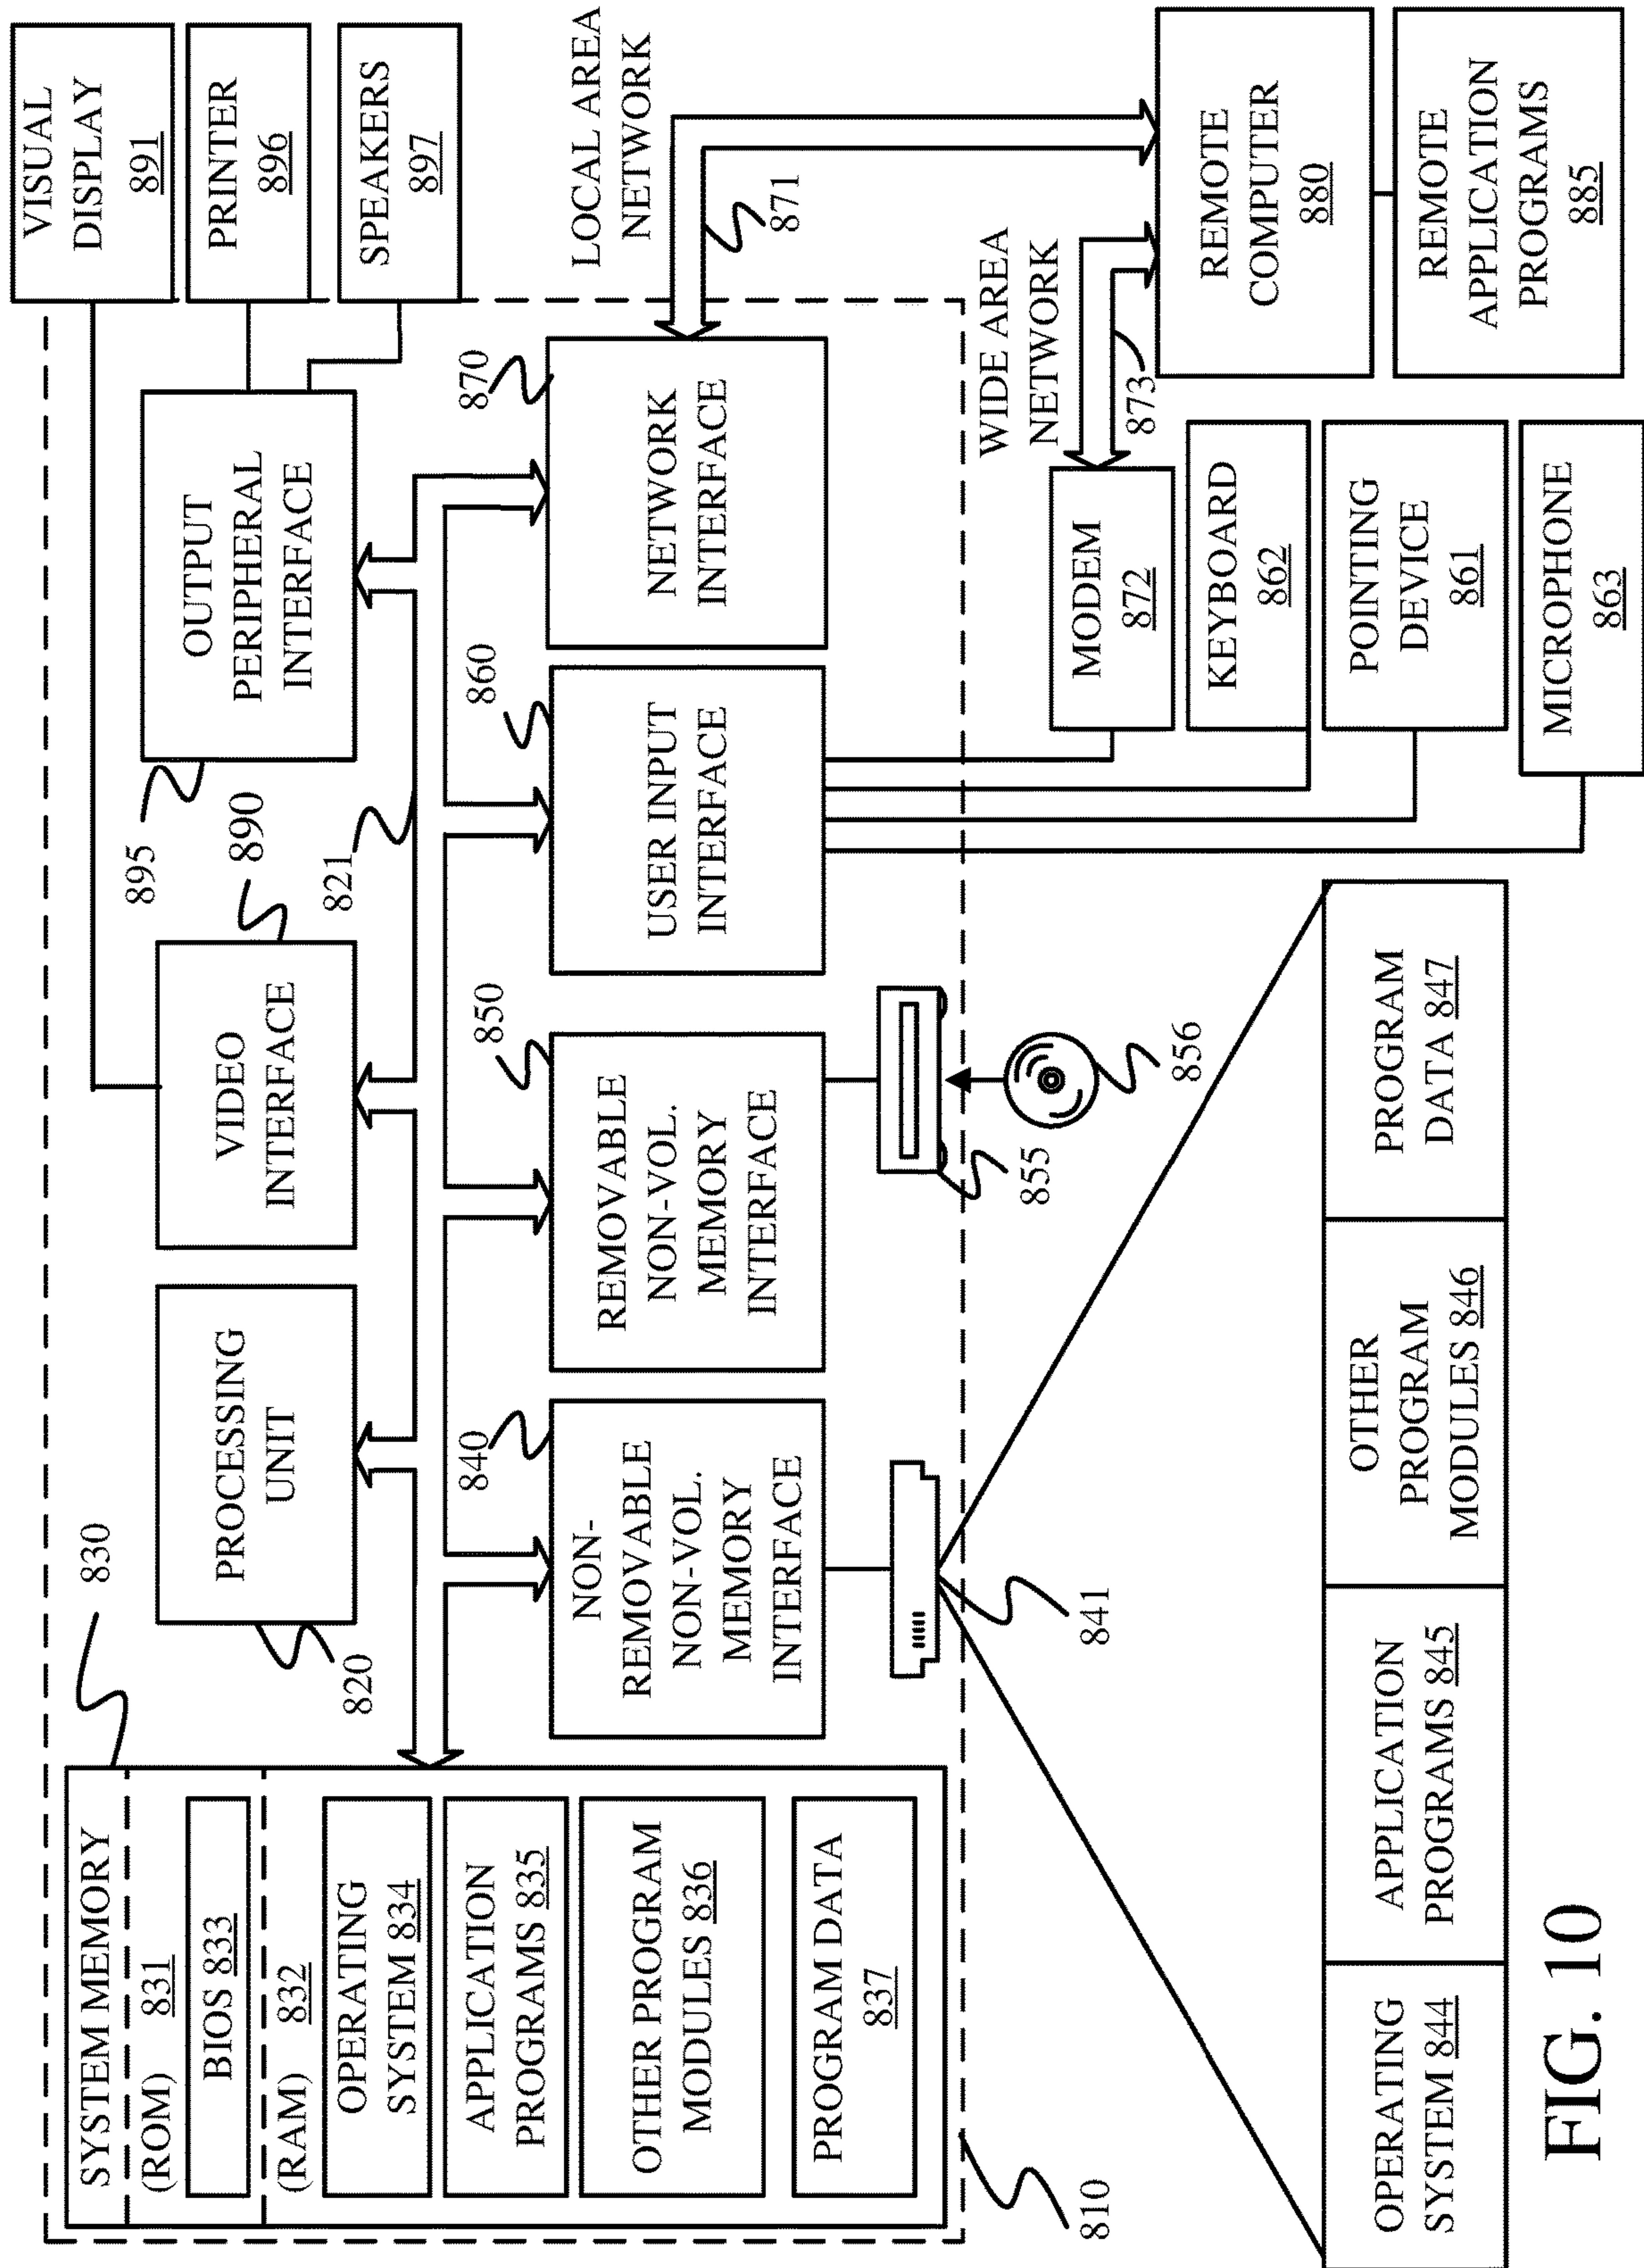 SYSTEM MEMORY
(ROM) 831
BIOS 833
(RAM) 832
OPERATING
SYSTEM 834
APPLICATION
PROGRAMS 835
OTHER PROGRAM
MODULES 836
PROGRAM DATA
837
810
830
PROCESSING
UNIT
820
VIDEO
INTERFACE
890
821
OUTPUT
PERIPHERAL
INTERFACE
895
VISUAL
DISPLAY
891
PRINTER
896
SPEAKERS
897
840
NON-
REMOVABLE
NON-VOL.
MEMORY
INTERFACE
850
REMOVABLE
NON-VOL.
MEMORY
INTERFACE
860
USER INPUT
INTERFACE
870
NETWORK
INTERFACE
LOCAL AREA
NETWORK
871
841
855
856
WIDE AREA
NETWORK
873
MODEM
872
KEYBOARD
862
POINTING
DEVICE
861
MICROPHONE
863
REMOTE
COMPUTER
880
REMOTE
APPLICATION
PROGRAMS
885
OPERATING
SYSTEM 844
APPLICATION
PROGRAMS 845
OTHER
PROGRAM
MODULES 846
PROGRAM
DATA 847
FIG. 10